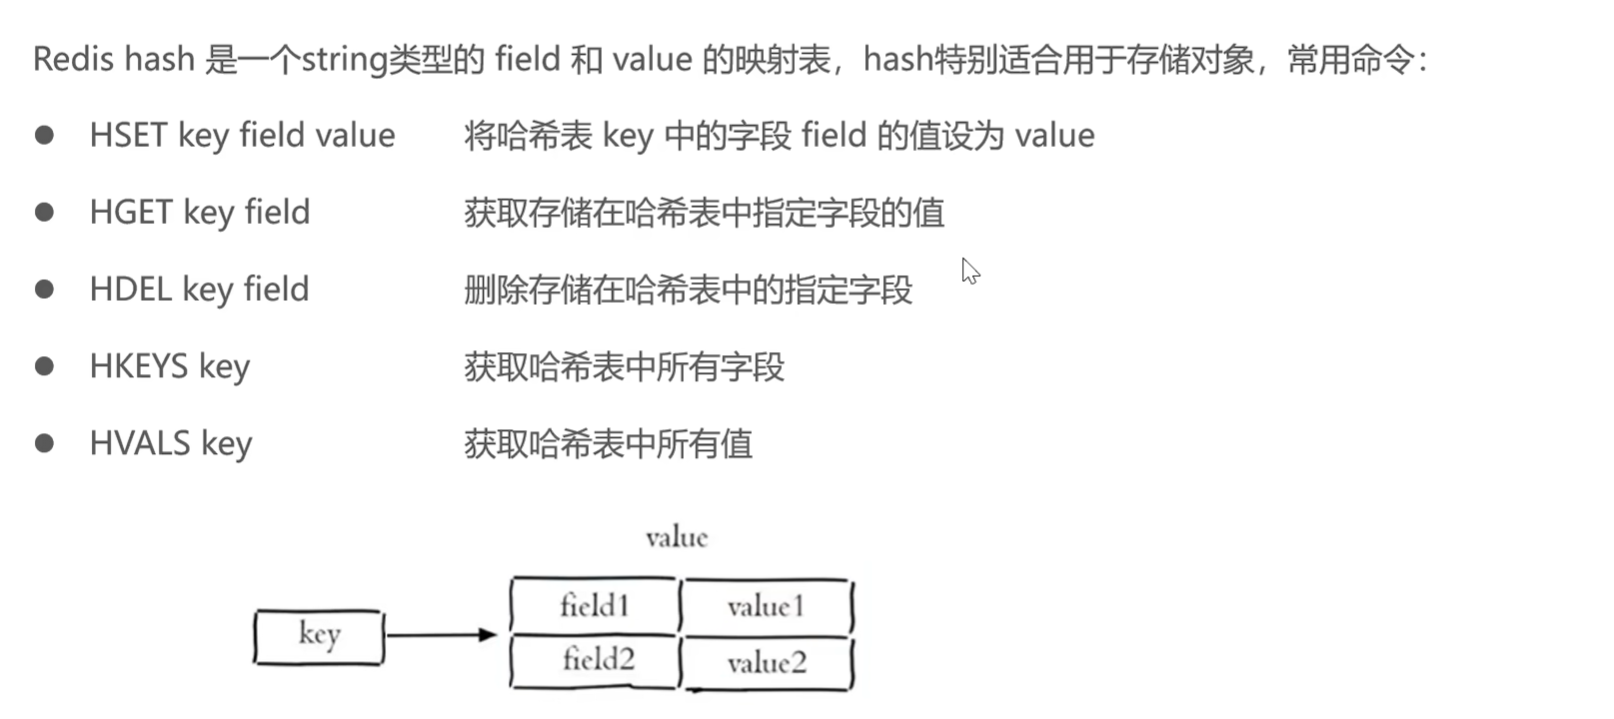 Redis hash 是一个string类型的 field 和 value 的映射表，hash特别适合用于存储对象，常用命令：
● HSET key field value 将哈希表 key 中的字段 field 的值设为 value
● HGET key field 获取存储在哈希表中指定字段的值
● HDEL key field 删除存储在哈希表中的指定字段
● HKEYS key 获取哈希表中所有字段
● HVALS key 获取哈希表中所有值
value
field1 value1
key
field2 value2